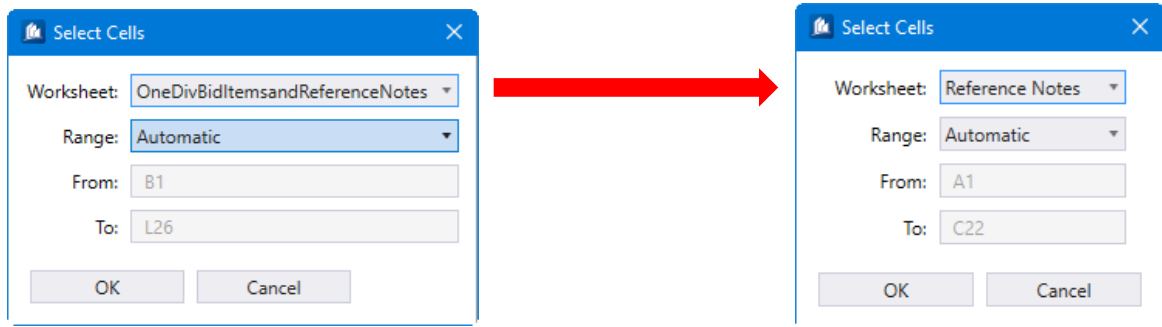 Select Cells
Worksheet: OneDivBidItemsandReferenceNotes
Range: Automatic
From: B1
To: L26
OK Cancel
Select Cells
Worksheet: Reference Notes
Range: Automatic
From: A1
To: C22
OK Cancel